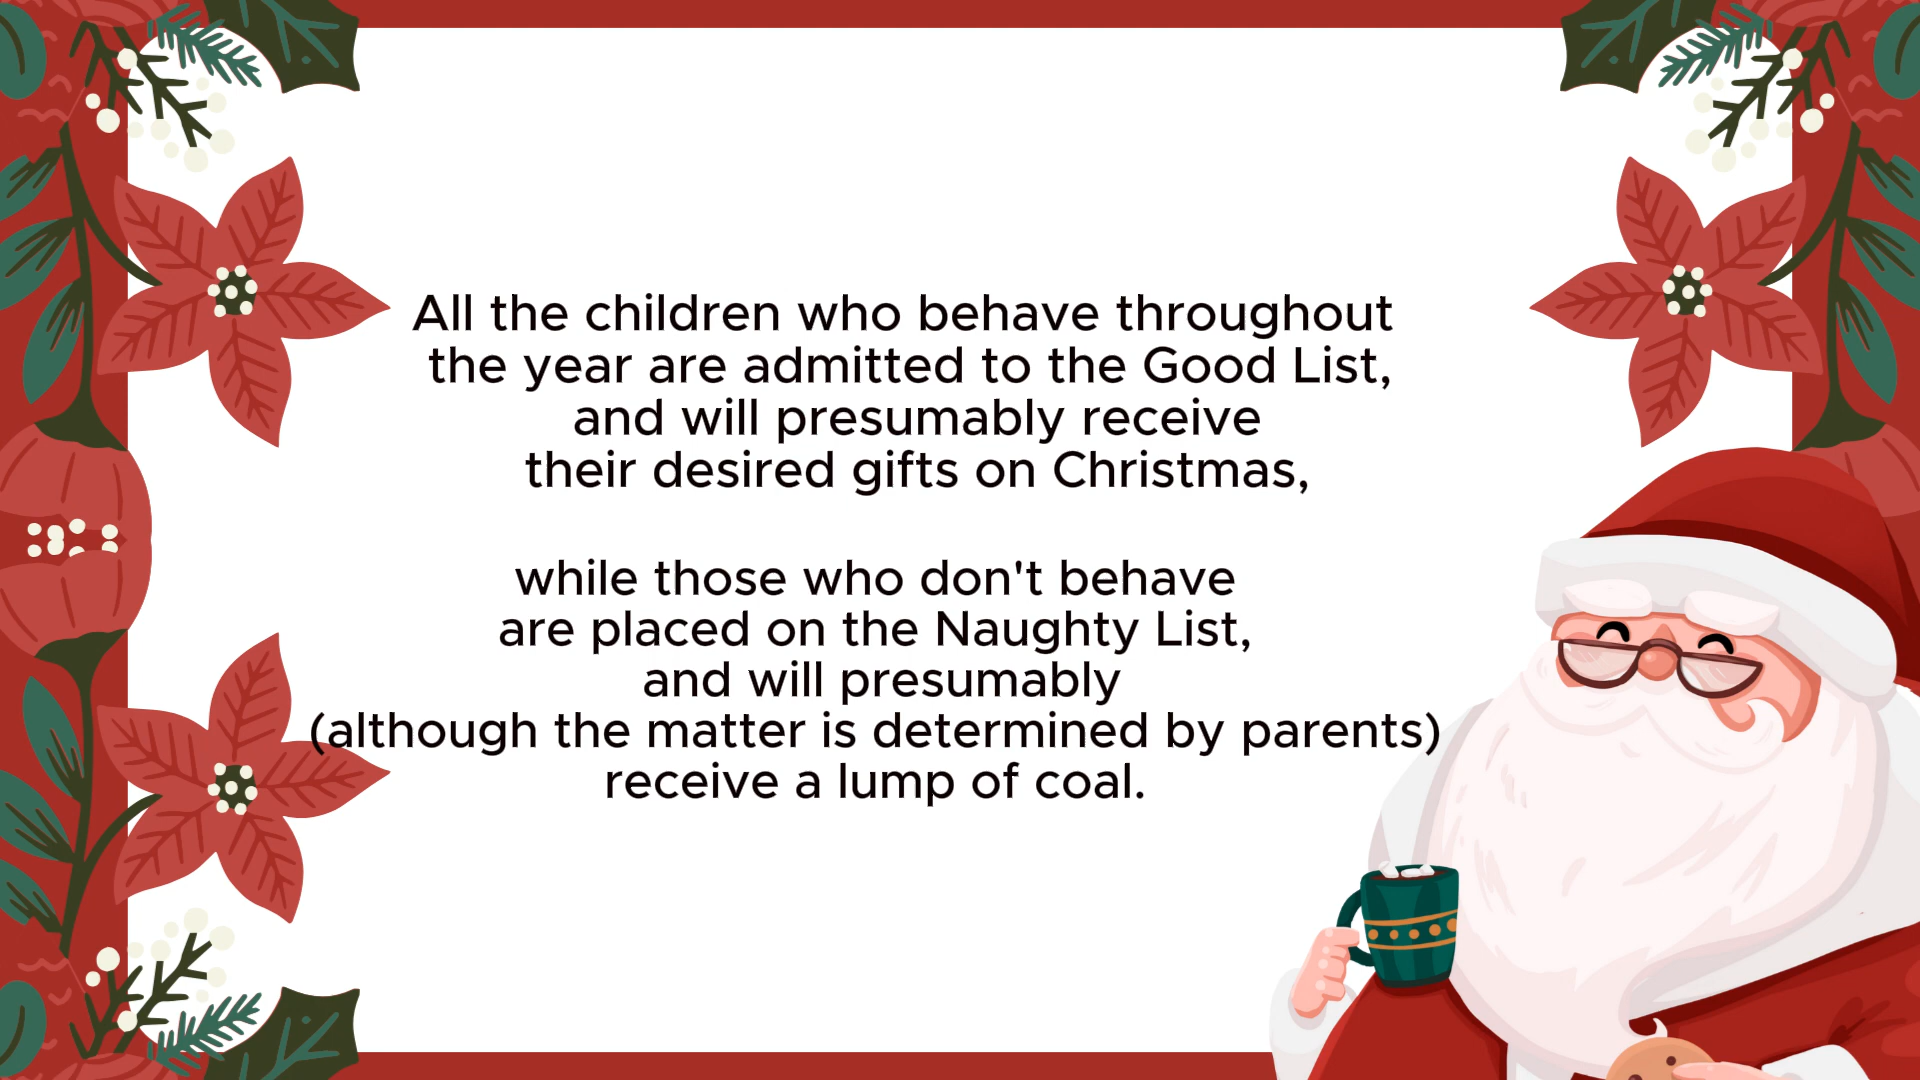 All the children who behave throughout
the year are admitted to the Good List,
and will presumably receive
their desired gifts on Christmas,
while those who don't behave
are placed on the Naughty List,
and will presumably
(although the matter is determined by parents)
receive a lump of coal.